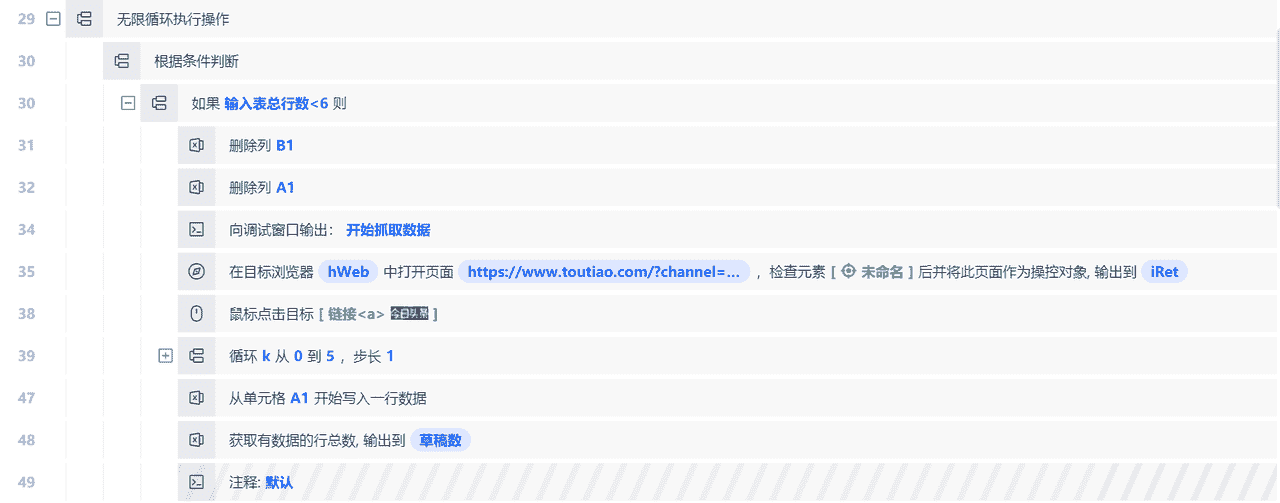 29 无限循环执行操作
30 根据条件判断
30 如果 输入表总行数<6 则
31 删除列 B1
32 删除列 A1
34 向调试窗口输出： 开始抓取数据
35 在目标浏览器 hWeb 中打开页面 https://www.toutiao.com/?channel=... ，检查元素 [ 未命名 ] 后并将此页面作为操控对象, 输出到 iRet
38 鼠标点击目标 [ 链接<a> 今日头条 ]
39 循环 k 从 0 到 5 ，步长 1
47 从单元格 A1 开始写入一行数据
48 获取有数据的行总数, 输出到 草稿数
49 注释: 默认